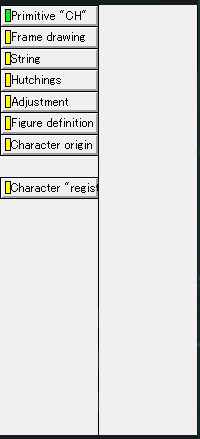 Primitive "CH"
Frame drawing
String
Hutchings
Adjustment
Figure definition
Character origin
Character "regist